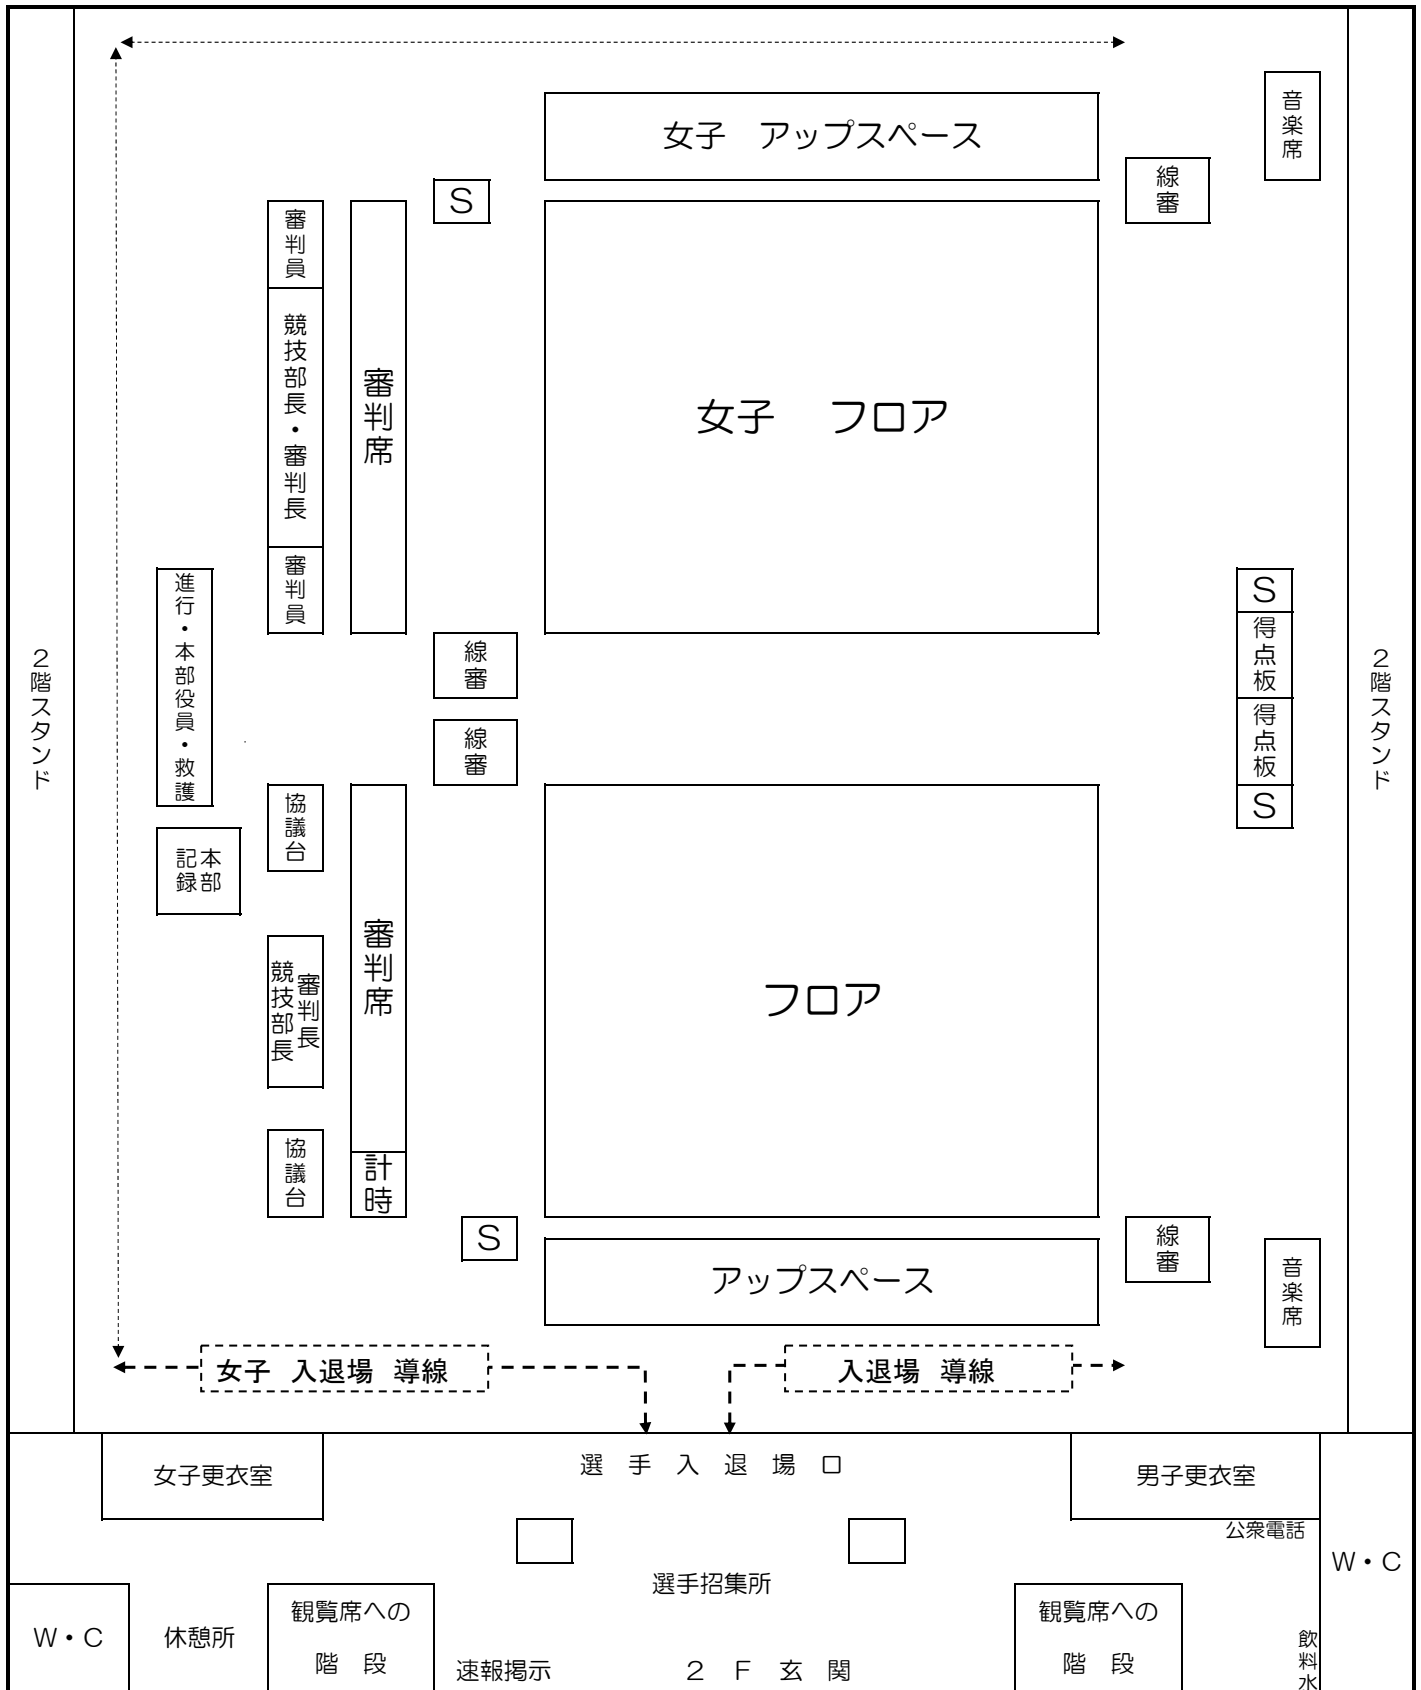 音楽席
女子　アップスペース
線審
S
審判員
競技部長・審判長
審判員
審判席
女子　フロア
進行・本部役員・救護
線審
線審
S
得点板
得点板
S
2階スタンド
2階スタンド
協議台
本部
記録
審判長
競技部長
審判席
フロア
協議台
計時
S
線審
アップスペース
音楽席
女子　入退場　導線
入退場　導線
女子更衣室
選　手　入　退　場　口
男子更衣室
公衆電話
W・C
選手招集所
観覧席への
階　段
観覧席への
階　段
W・C
休憩所
速報掲示
2　F　玄　関
飲料水